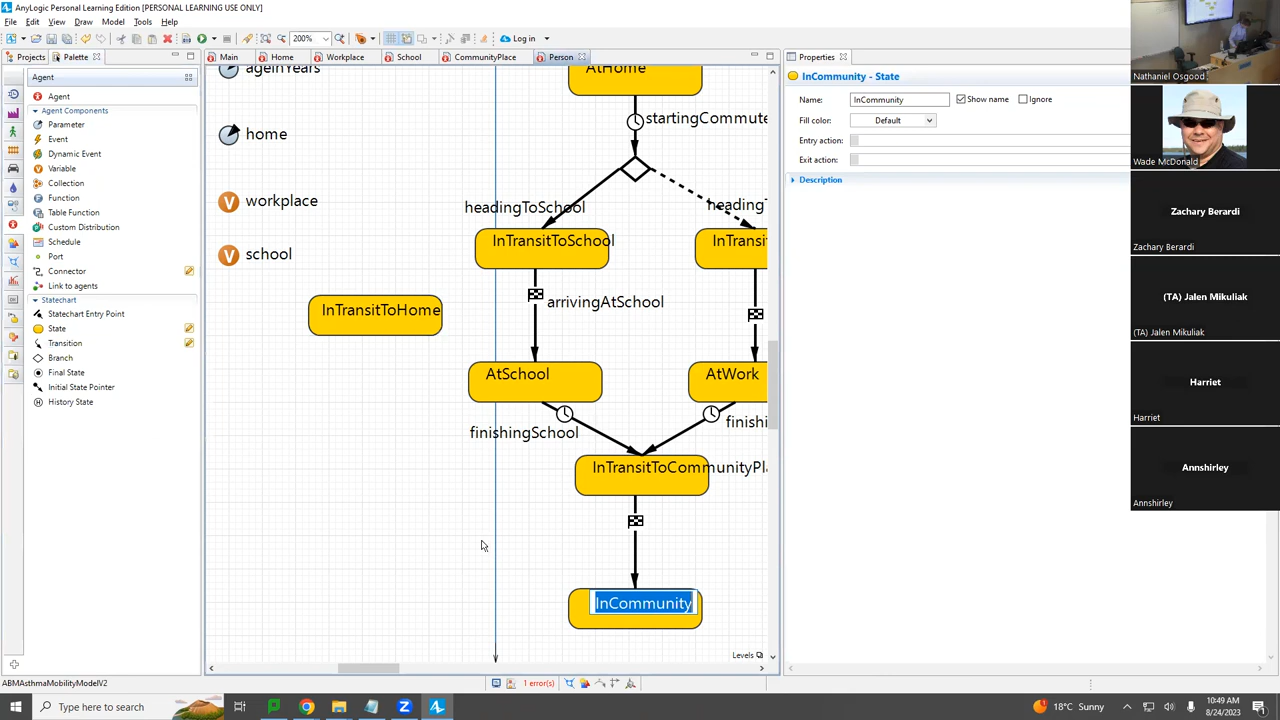 AnyLogic Personal Learning Edition [PERSONAL LEARNING USE ONLY]
File Edit View Draw Model Tools Help
200% Log in
Projects Palette
Main Home Workplace School CommunityPlace Person
Properties
Agent
Agent
Agent Components
Parameter
Event
Dynamic Event
Variable
Collection
Function
Table Function
Custom Distribution
Schedule
Port
Connector
Link to agents
Statechart
Statechart Entry Point
State
Transition
Branch
Final State
Initial State Pointer
History State
ageInYears
home
workplace
school
AtHome
startingCommute
headingToSchool
heading
InTransitToSchool
InTransit
arrivingAtSchool
InTransitToHome
AtSchool
AtWork
finishingSchool
finishi
InTransitToCommunityPla
InCommunity
Levels
InCommunity - State
Name: InCommunity Show name Ignore
Fill color: Default
Entry action:
Exit action:
Description
Nathaniel Osgood
Wade McDonald
Zachary Berardi
Zachary Berardi
(TA) Jalen Mikuliak
(TA) Jalen Mikuliak
Harriet
Harriet
Annshirley
Annshirley
ABMAsthmaMobilityModelV2
1 error(s)
Type here to search
18°C Sunny
10:49 AM
8/24/2023